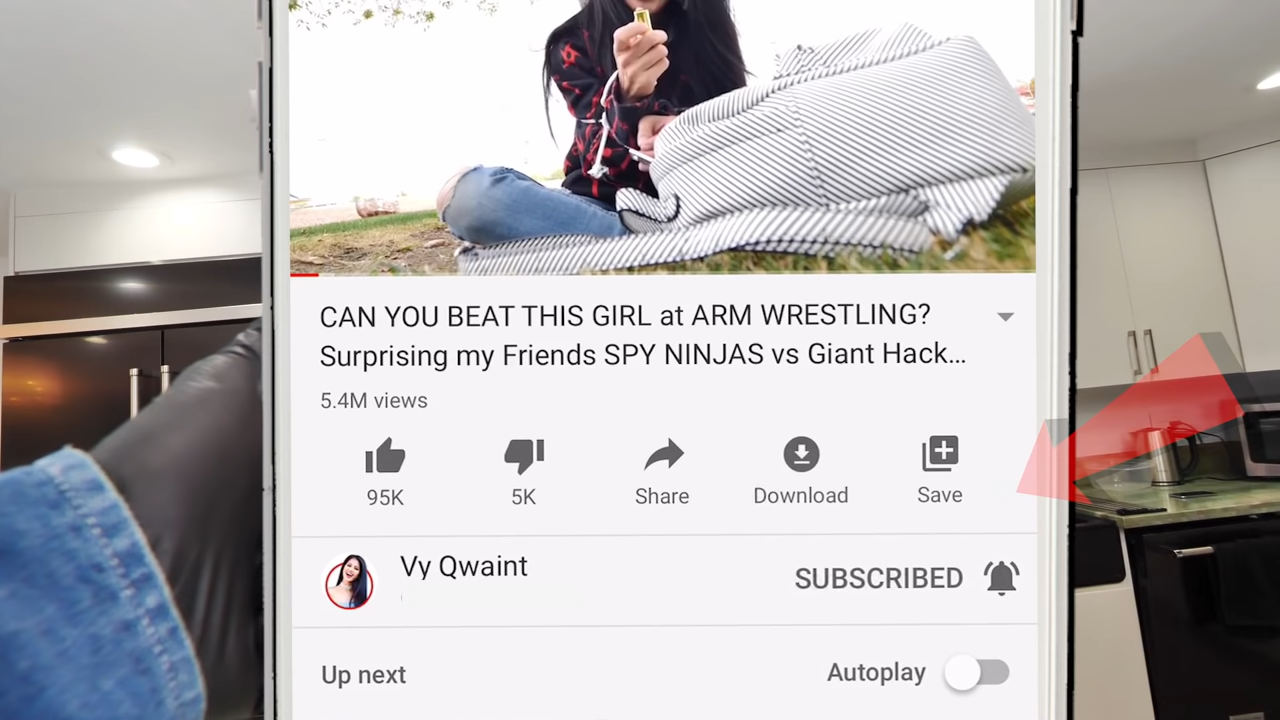 CAN YOU BEAT THIS GIRL at ARM WRESTLING?
Surprising my Friends SPY NINJAS vs Giant Hack...
5.4M views
95K
5K
Share
Download
Save
Vy Qwaint
SUBSCRIBED
Up next
Autoplay